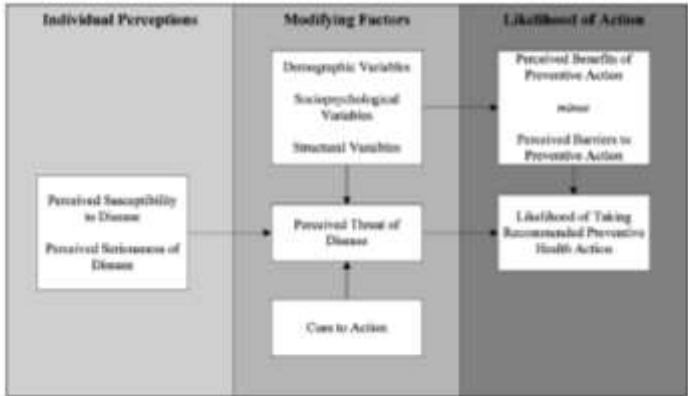 Individual Perceptions
Modifying Factors
Likelihood of Action
Demographic Variables
Sociopsychological
Variables
Structural Variables
Perceived Benefits of
Preventive Action
minus
Perceived Barriers to
Preventive Action
Perceived Susceptibility
to Disease
Perceived Seriousness of
Disease
Perceived Threat of
Disease
Likelihood of Taking
Recommended Preventive
Health Action
Cues to Action